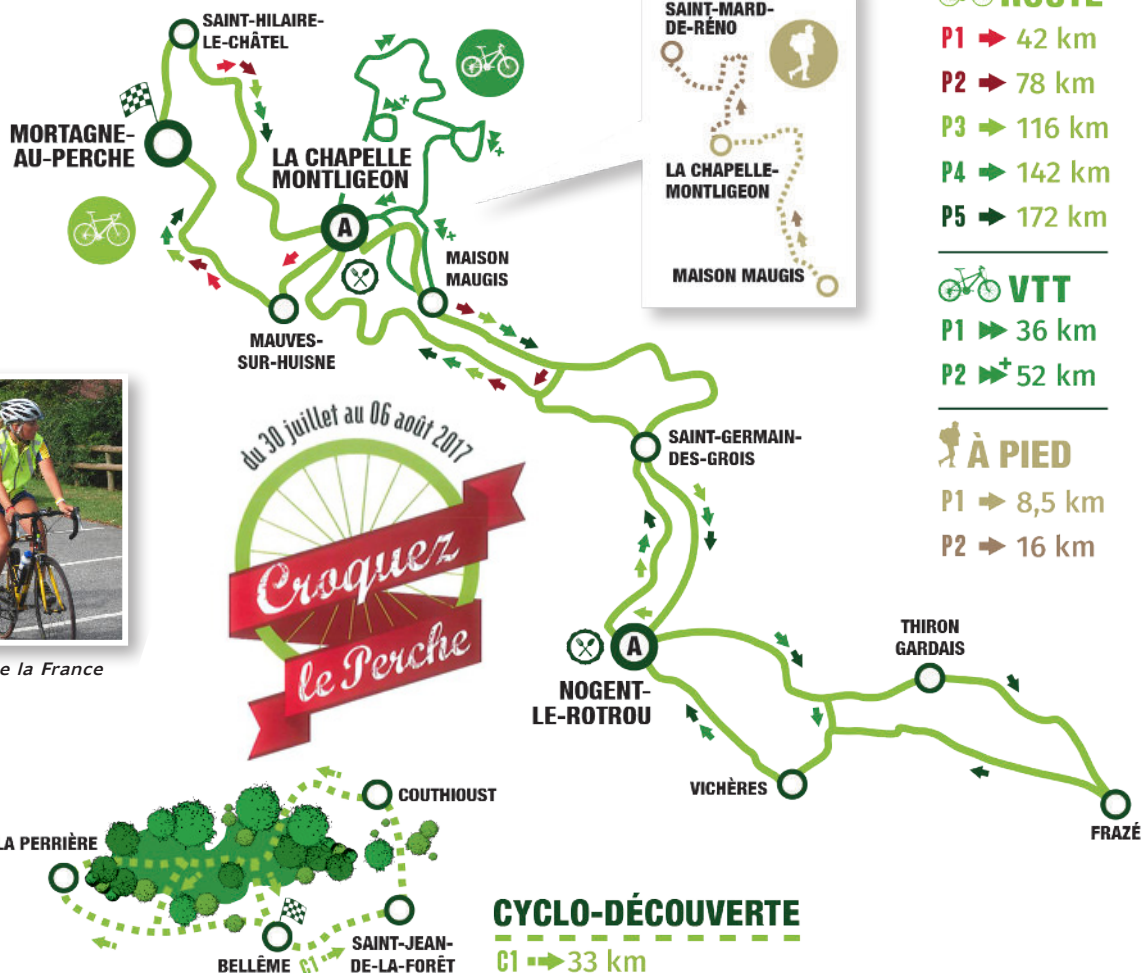 SAINT-HILAIRE-
LE-CHÂTEL
MORTAGNE-
AU-PERCHE
LA CHAPELLE
MONTLIGEON
A
MAISON
MAUGIS
MAUVES-
SUR-HUISNE
SAINT-MARD-
DE-RÉNO
LA CHAPELLE-
MONTLIGEON
MAISON MAUGIS
ROUTE
P1 42 km
P2 78 km
P3 116 km
P4 142 km
P5 172 km
VTT
P1 36 km
P2 + 52 km
À PIED
P1 8,5 km
P2 16 km
+
+
+
du 30 juillet au 06 août 2017
Croquez
le Perche
e la France
SAINT-GERMAIN-
DES-GROIS
A
NOGENT-
LE-ROTROU
THIRON
GARDAIS
VICHÈRES
FRAZÉ
COUTHIOUST
LA PERRIÈRE
BELLÊME
C1
SAINT-JEAN-
DE-LA-FORÊT
CYCLO-DÉCOUVERTE
C1 33 km